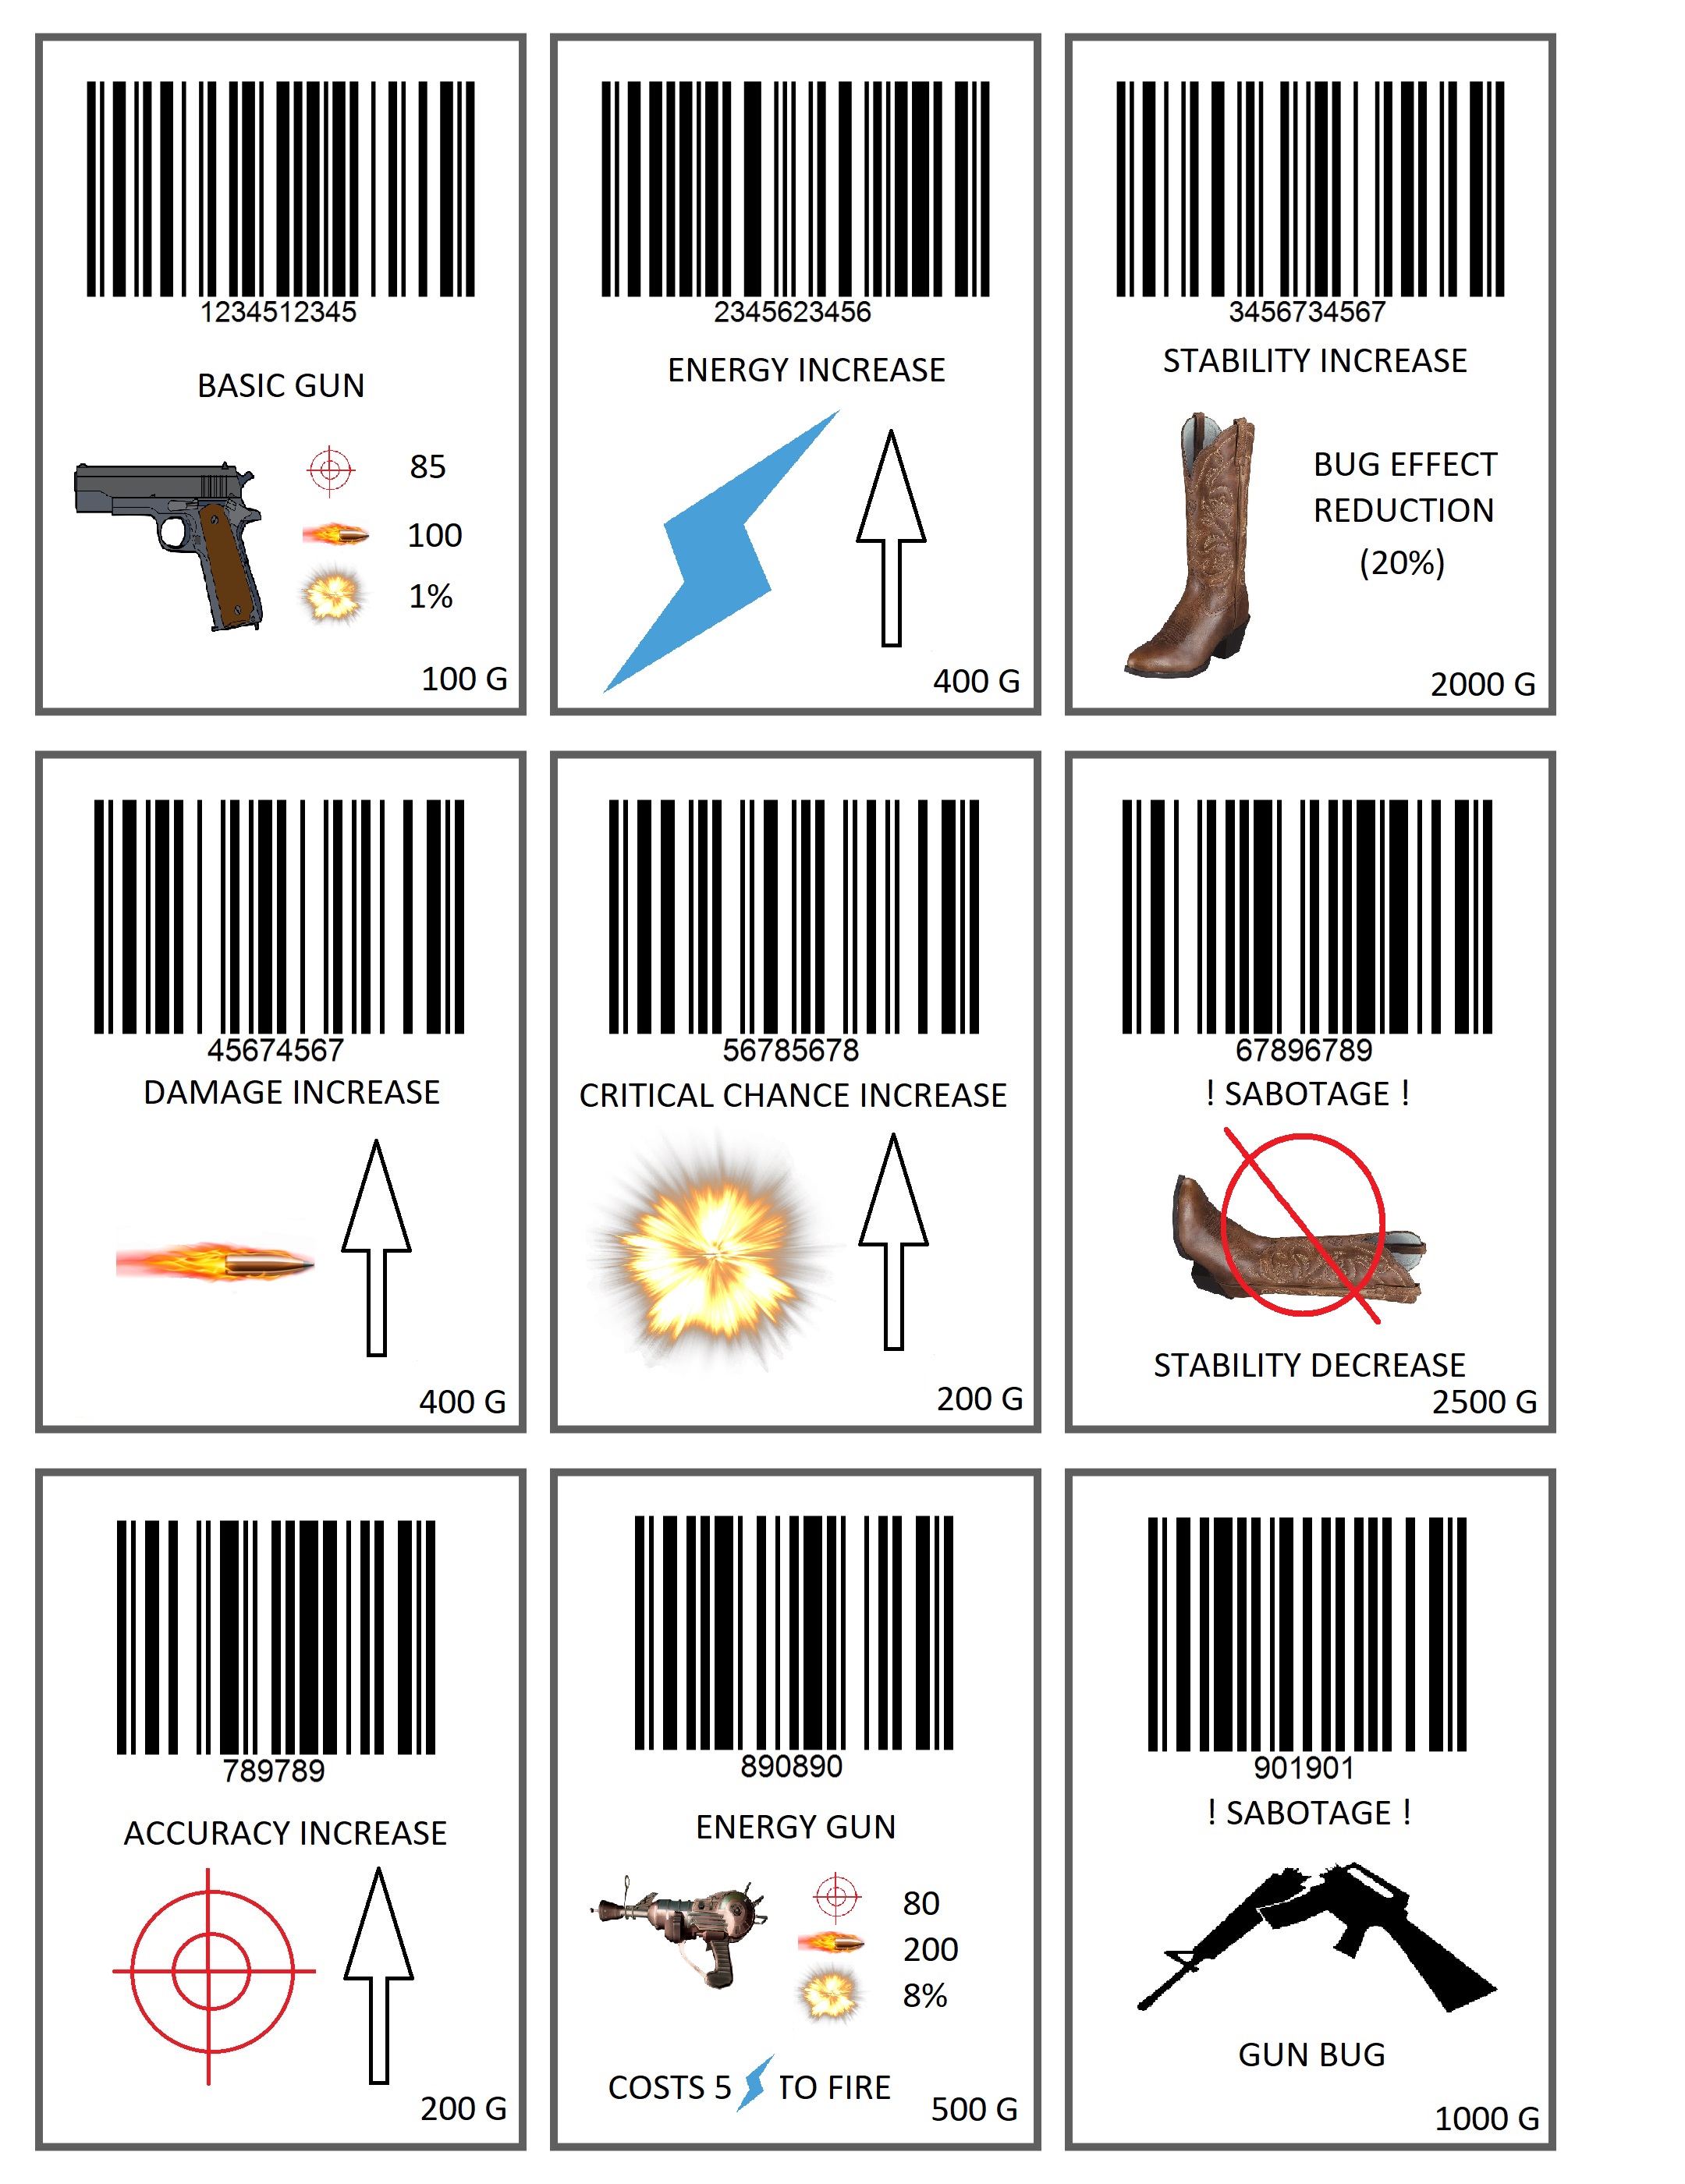 1234512345
BASIC GUN
85
100
1%
100 G
2345623456
ENERGY INCREASE
400 G
3456734567
STABILITY INCREASE
BUG EFFECT
REDUCTION
(20%)
2000 G
45674567
DAMAGE INCREASE
400 G
56785678
CRITICAL CHANCE INCREASE
200 G
67896789
! SABOTAGE !
STABILITY DECREASE
2500 G
789789
ACCURACY INCREASE
200 G
890890
ENERGY GUN
80
200
8%
COSTS 5 TO FIRE
500 G
901901
! SABOTAGE !
GUN BUG
1000 G